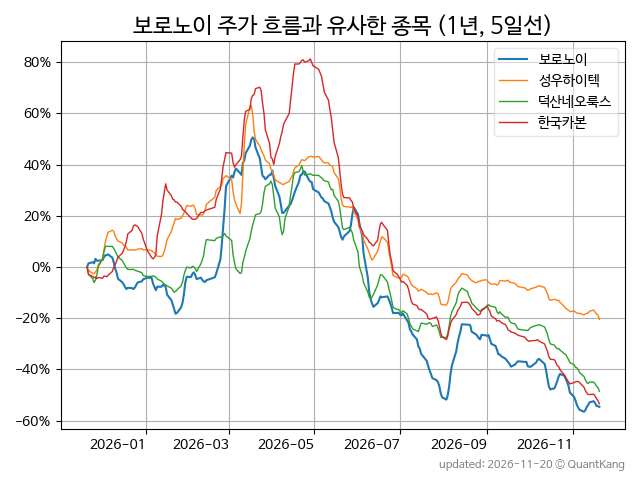 보로노이 주가 흐름과 유사한 종목 (1년, 5일선)
보로노이
성우하이텍
덕산네오룩스
한국카본
80%
60%
40%
20%
0%
−20%
−40%
−60%
2026-01 2026-03 2026-05 2026-07 2026-09 2026-11
updated: 2026-11-20 © QuantKang